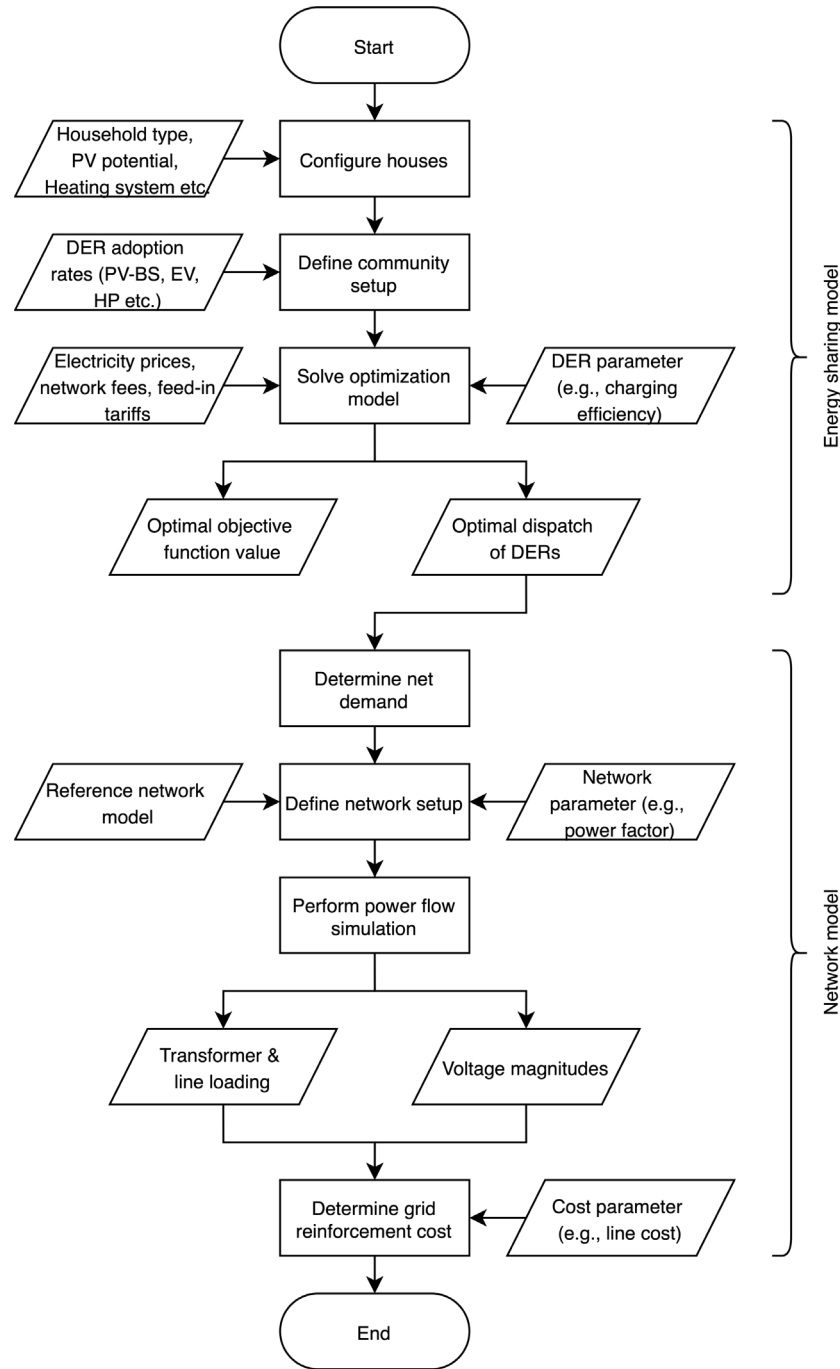 Start
Household type,
PV potential,
Heating system etc.
Configure houses
DER adoption
rates (PV-BS, EV,
HP etc.)
Define community
setup
Electricity prices,
network fees, feed-in
tariffs
Solve optimization
model
DER parameter
(e.g., charging
efficiency)
Energy sharing model
Optimal objective
function value
Optimal dispatch
of DERs
Determine net
demand
Reference network
model
Define network setup
Network
parameter (e.g.,
power factor)
Perform power flow
simulation
Network model
Transformer &
line loading
Voltage magnitudes
Determine grid
reinforcement cost
Cost parameter
(e.g., line cost)
End